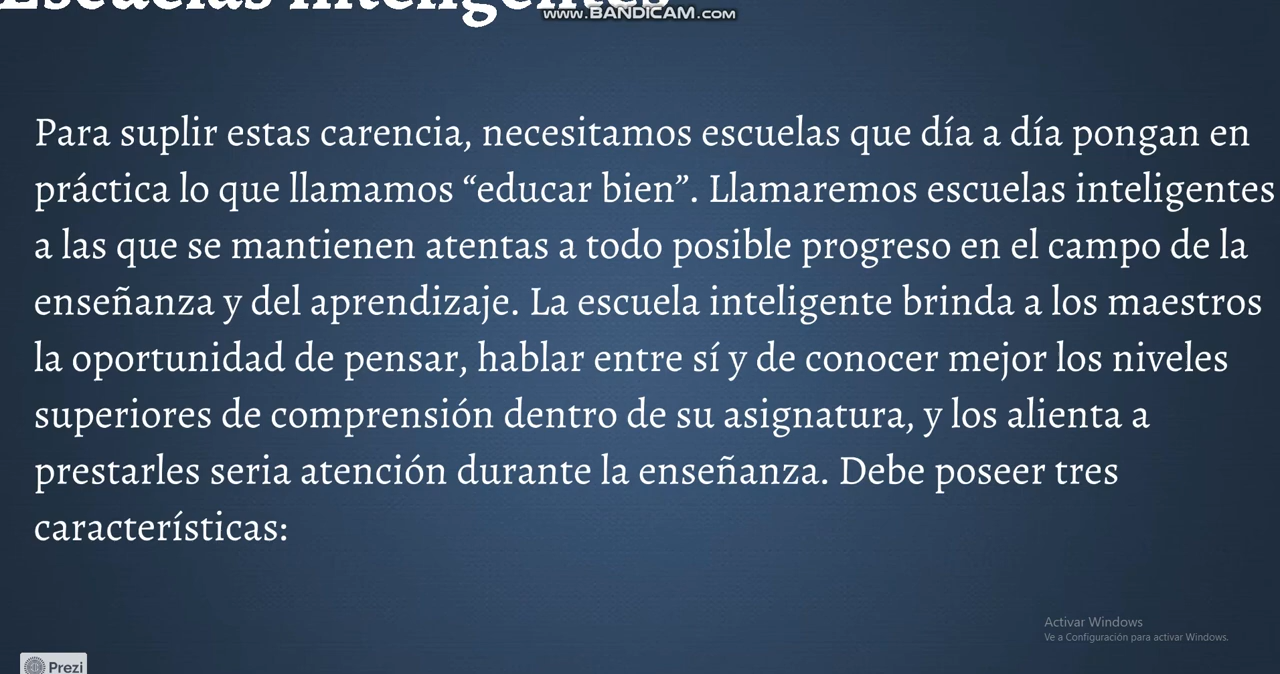 Escuelas inteligentes
www.BANDICAM.com
Para suplir estas carencia, necesitamos escuelas que día a día pongan en
práctica lo que llamamos “educar bien”. Llamaremos escuelas inteligentes
a las que se mantienen atentas a todo posible progreso en el campo de la
enseñanza y del aprendizaje. La escuela inteligente brinda a los maestros
la oportunidad de pensar, hablar entre sí y de conocer mejor los niveles
superiores de comprensión dentro de su asignatura, y los alienta a
prestarles seria atención durante la enseñanza. Debe poseer tres
características:
Activar Windows
Ve a Configuración para activar Windows.
Prezi